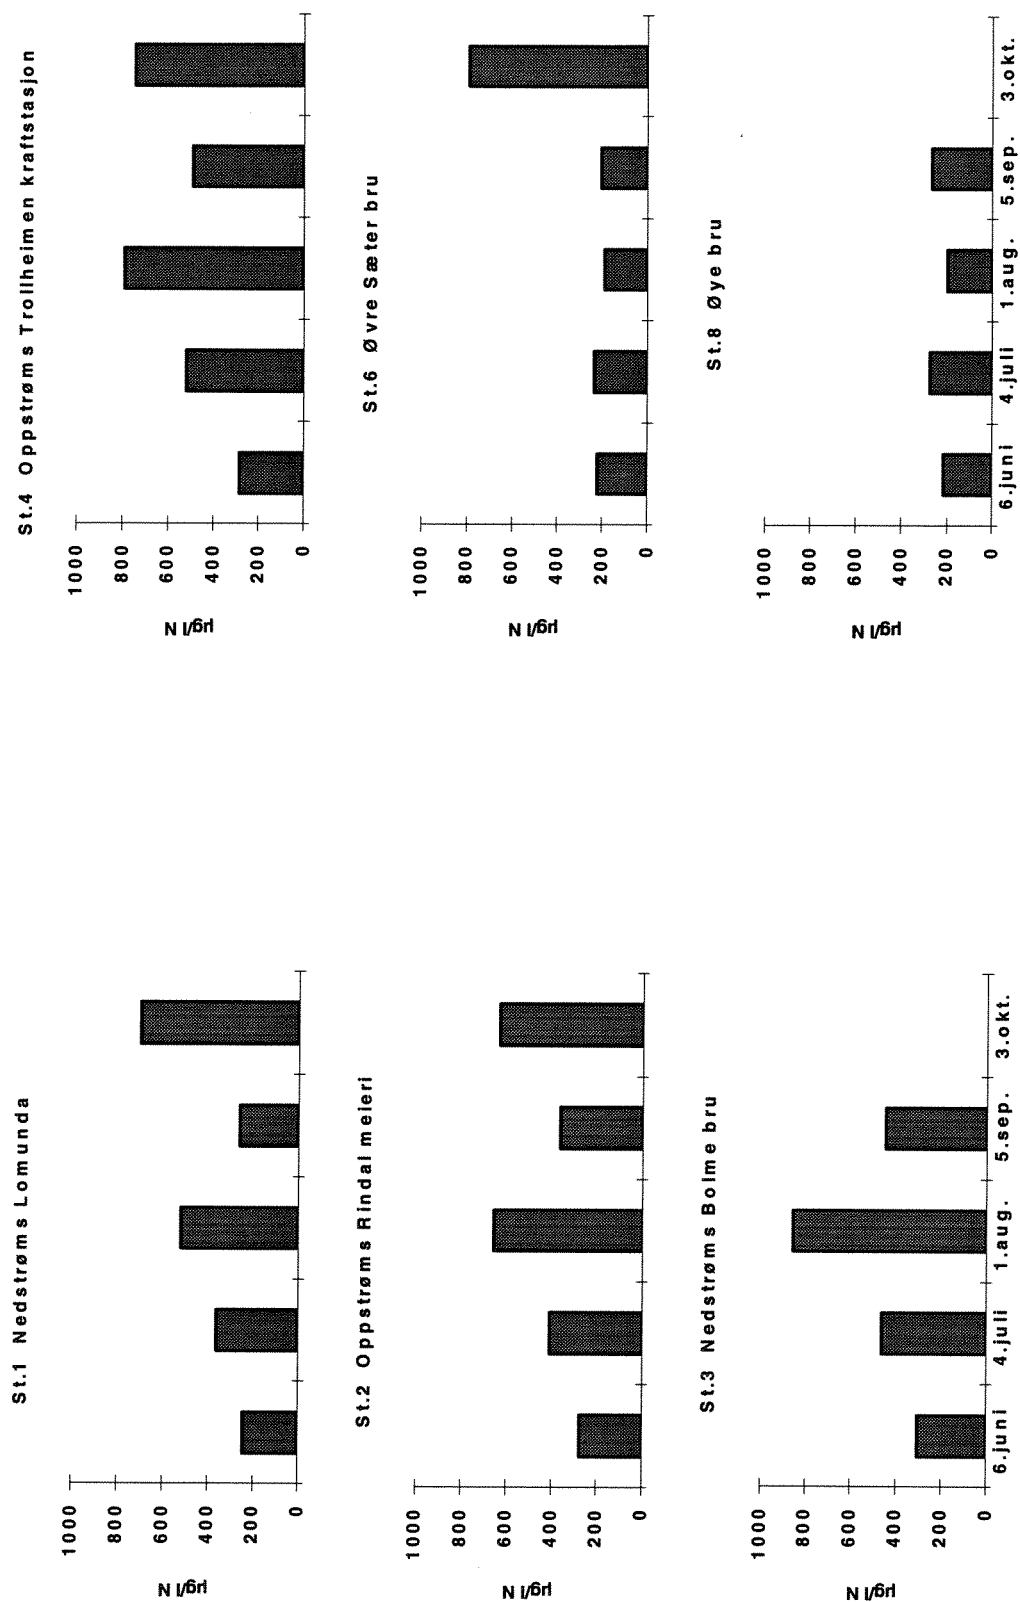 St.1 Nedstrøms Lomunda
1000
800
600
400
200
0
µg/l N
St.2 Oppstrøms Rindal meieri
1000
800
600
400
200
0
µg/l N
St.3 Nedstrøms Bolme bru
1000
800
600
400
200
0
µg/l N
6.juni 4.juli 1.aug. 5.sep. 3.okt.
St.4 Oppstrøms Trollheimen kraftstasjon
1000
800
600
400
200
0
µg/l N
St.6 Øvre Sæter bru
1000
800
600
400
200
0
µg/l N
St.8 Øye bru
1000
800
600
400
200
0
µg/l N
6.juni 4.juli 1.aug. 5.sep. 3.okt.